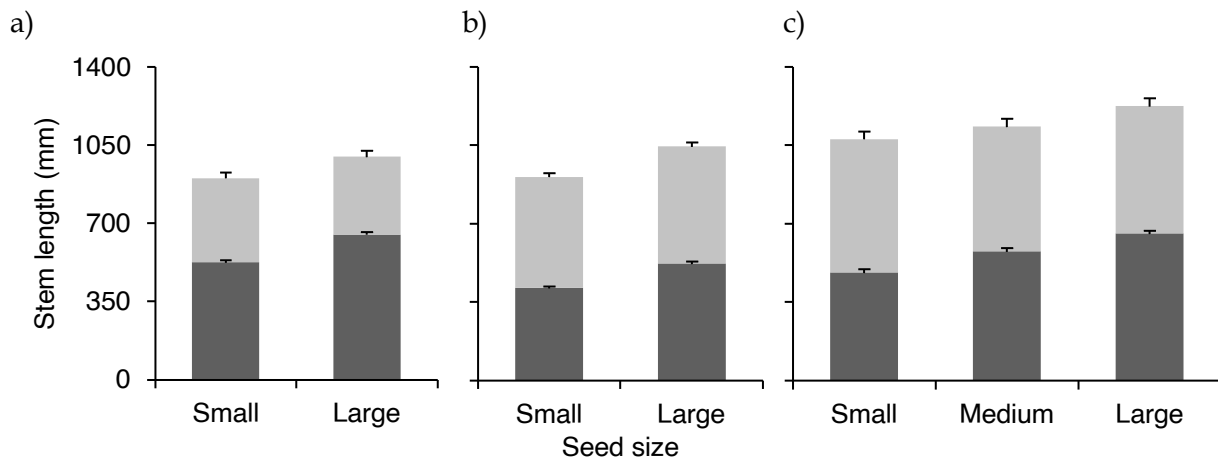 a)
b)
c)
Stem length (mm)
1400
1050
700
350
0
Small Large
Small Large
Small Medium Large
Seed size